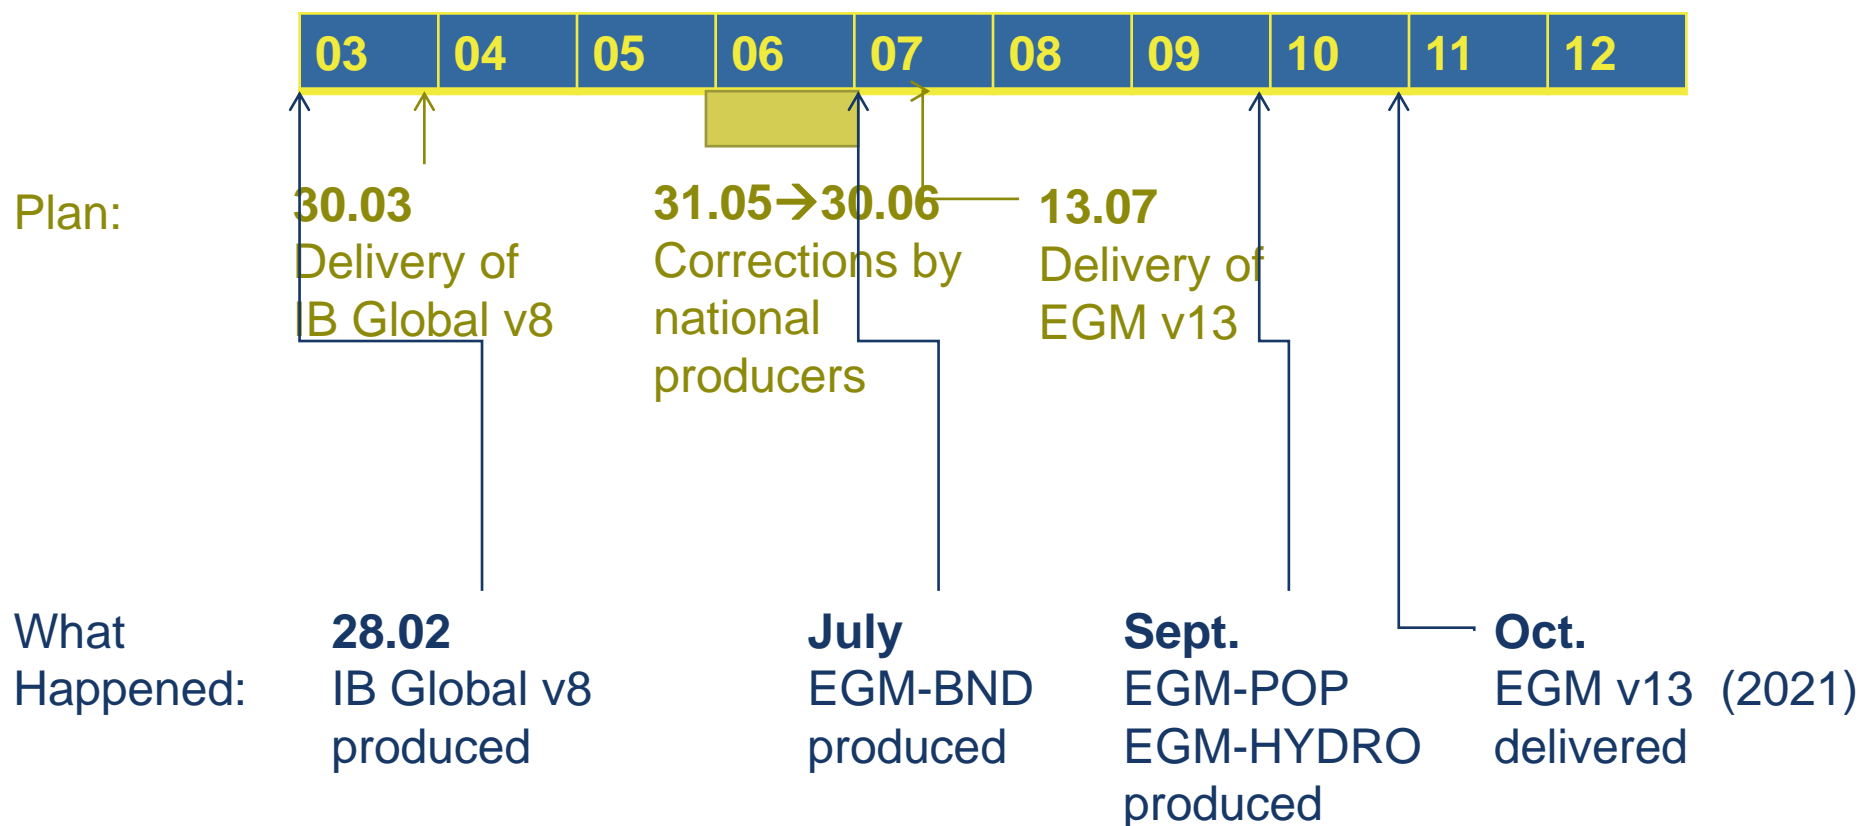 03 04 05 06 07 08 09 10 11 12
Plan:
30.03
Delivery of
IB Global v8
31.05→30.06
Corrections by
national
producers
13.07
Delivery of
EGM v13
What
Happened:
28.02
IB Global v8
produced
July
EGM-BND
produced
Sept.
EGM-POP
EGM-HYDRO
produced
Oct.
EGM v13 (2021)
delivered